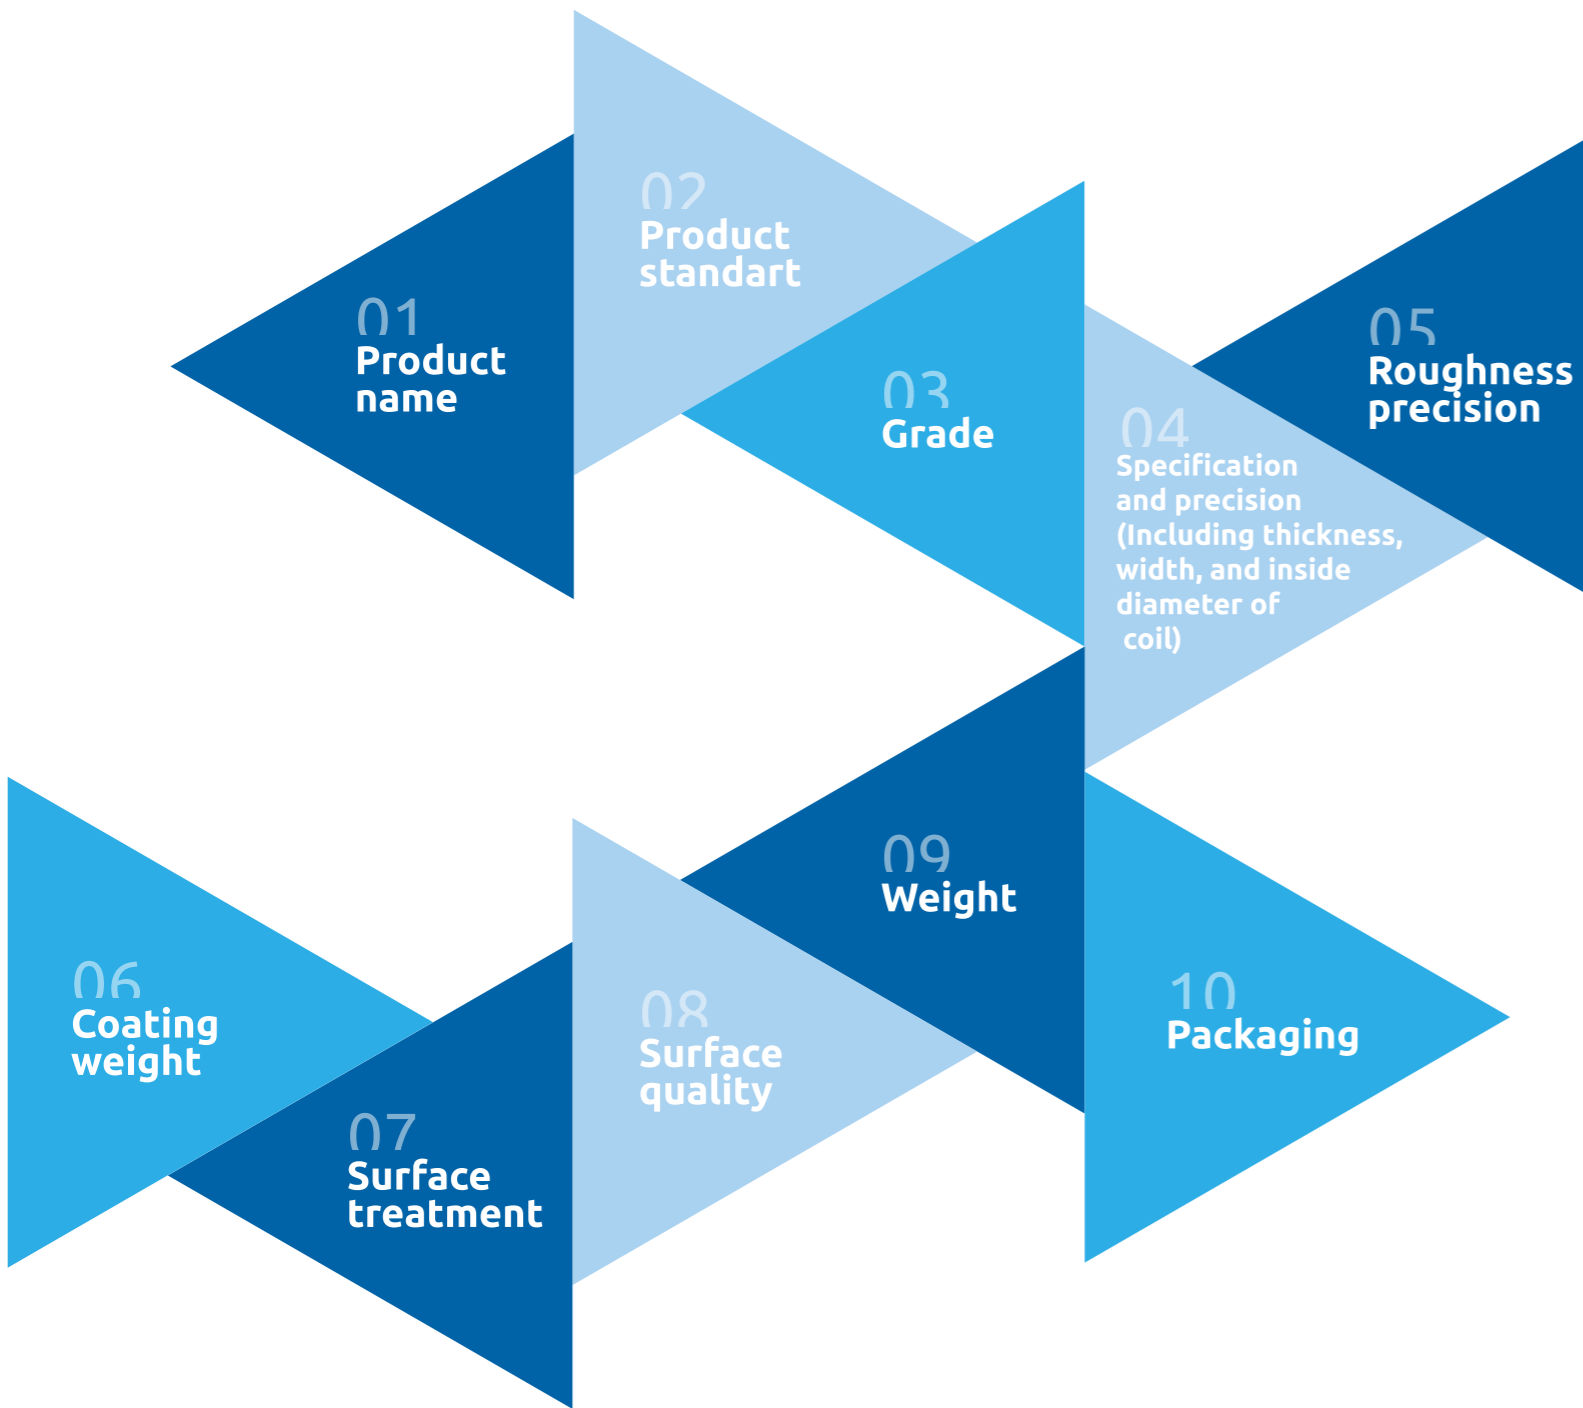 01
Product
name
02
Product
standart
03
Grade
04
Specification
and precision
(Including thickness,
width, and inside
diameter of
coil)
05
Roughness
precision
06
Coating
weight
07
Surface
treatment
08
Surface
quality
09
Weight
10
Packaging